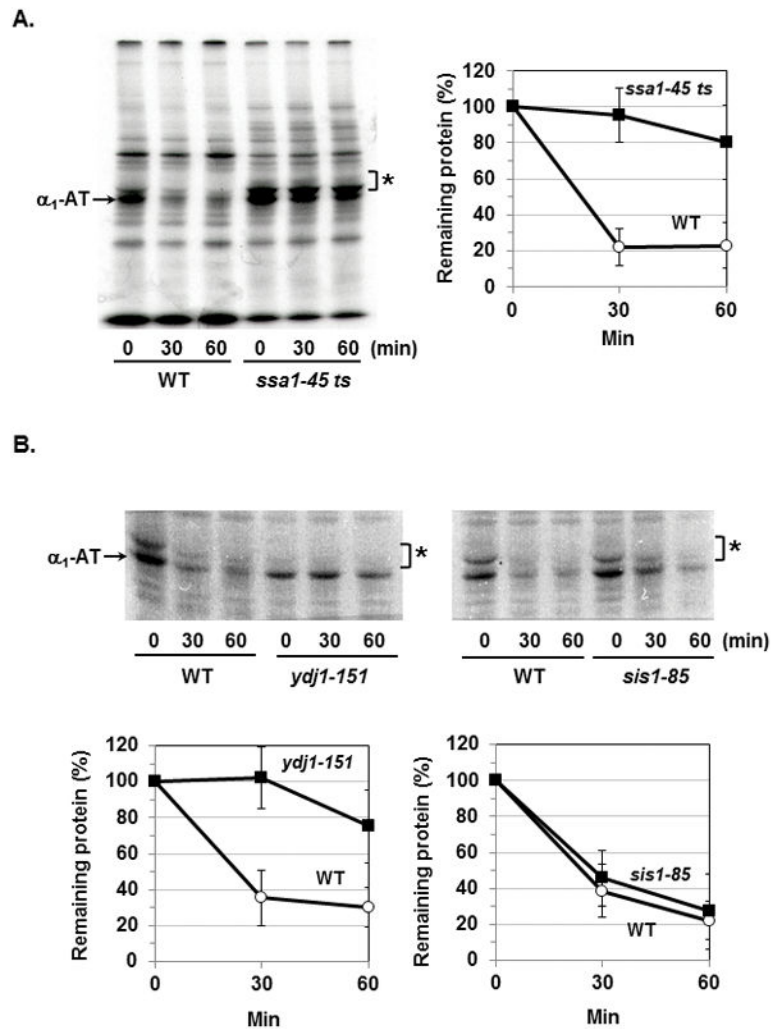 A.
α₁-AT→
*
0 30 60 0 30 60 (min)
WT ssa1-45 ts
Remaining protein (%)
120
100
80
60
40
20
0
ssa1-45 ts
WT
0 30 60
Min
B.
α₁-AT→
*
0 30 60 0 30 60
WT ydj1-151
*
0 30 60 0 30 60 (min)
WT sis1-85
Remaining protein (%)
120
100
80
60
40
20
0
ydj1-151
WT
0 30 60
Min
Remaining protein (%)
120
100
80
60
40
20
0
sis1-85
WT
0 30 60
Min